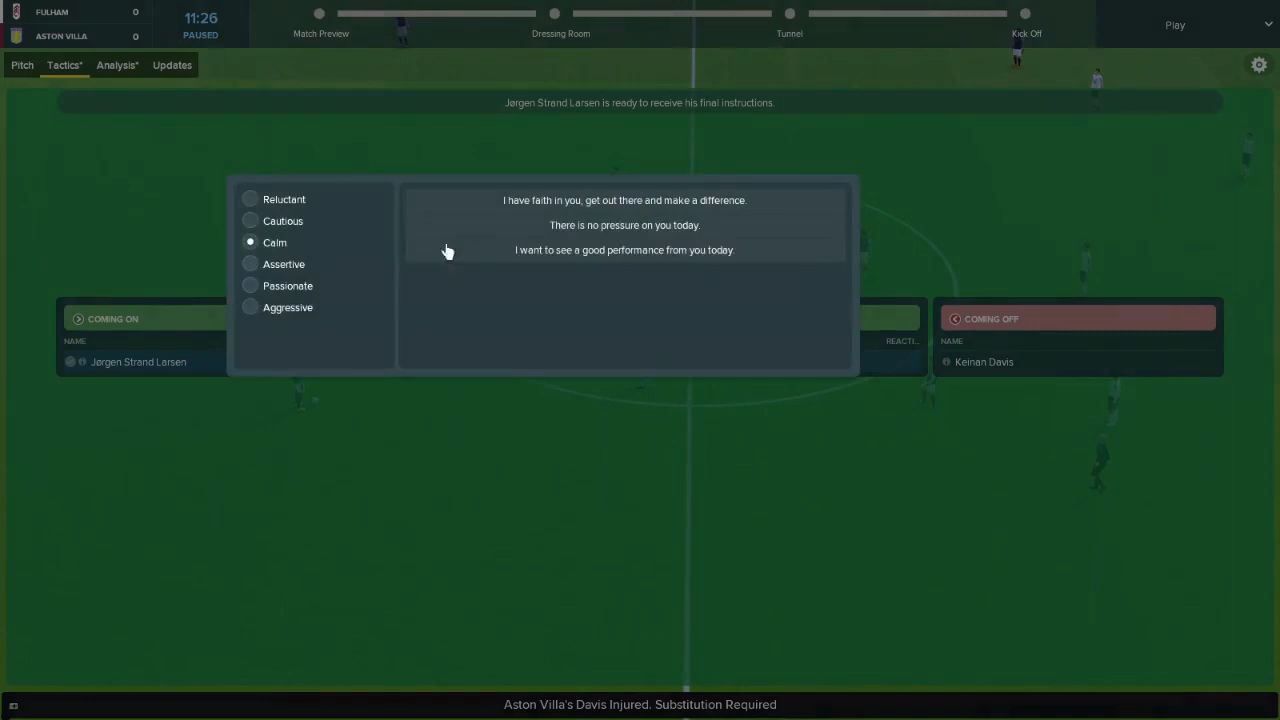 FULHAM 0
ASTON VILLA 0
11:26
PAUSED
Match Preview Dressing Room Tunnel Kick Off
Play
Pitch Tactics* Analysis* Updates
Jørgen Strand Larsen is ready to receive his final instructions.
Reluctant
Cautious
Calm
Assertive
Passionate
Aggressive
I have faith in you, get out there and make a difference.
There is no pressure on you today.
I want to see a good performance from you today.
COMING ON
NAME REACTI...
Jørgen Strand Larsen
COMING OFF
NAME
Keinan Davis
Aston Villa's Davis Injured. Substitution Required